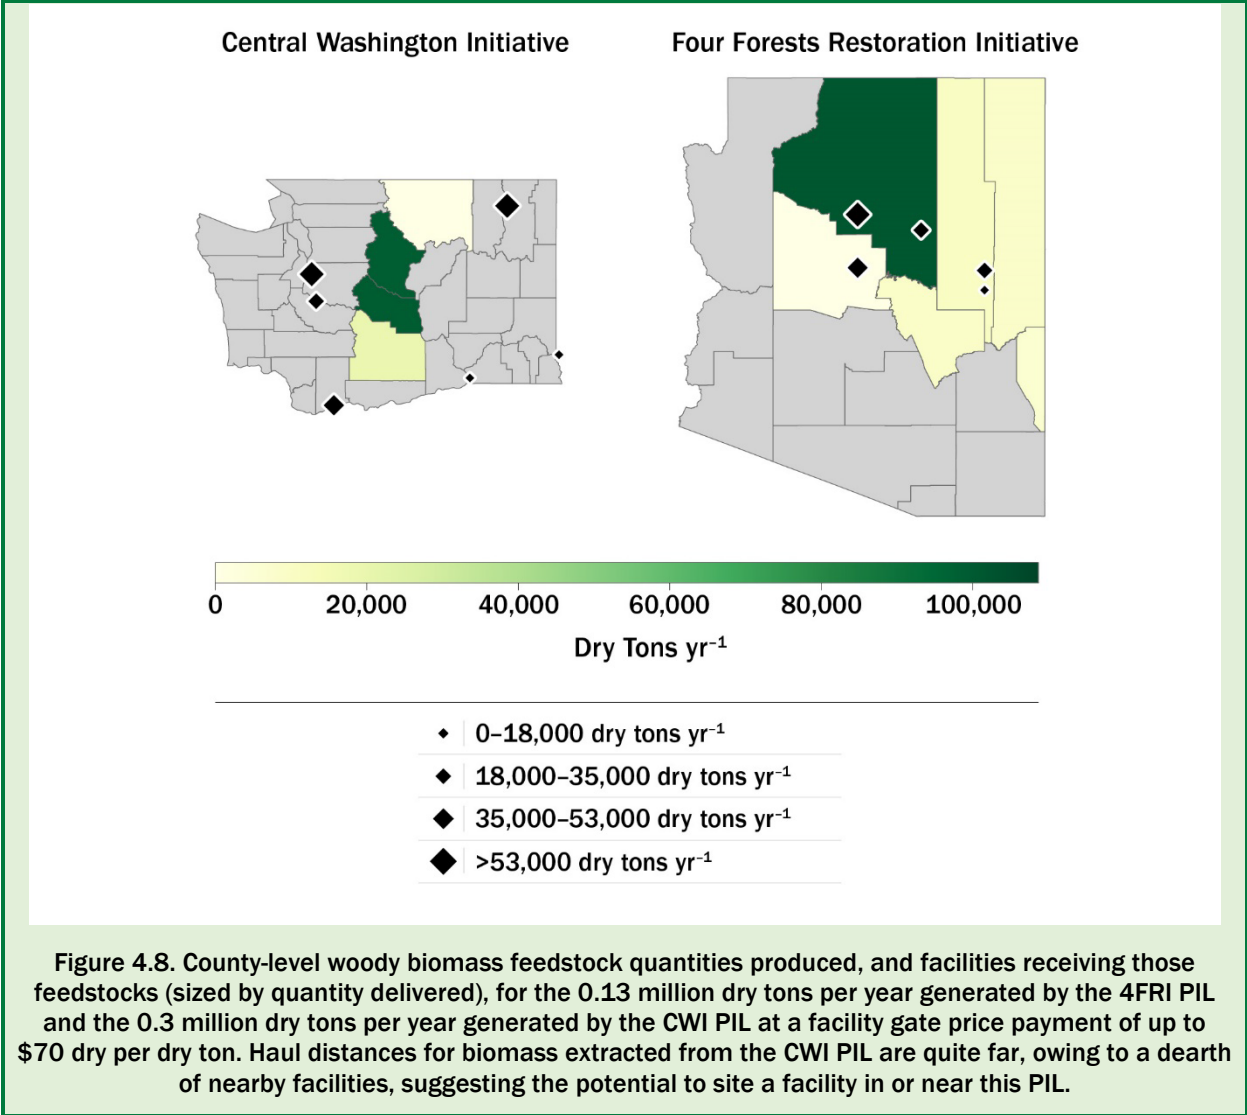 Central Washington Initiative
Four Forests Restoration Initiative
0 20,000 40,000 60,000 80,000 100,000
Dry Tons yr⁻¹
0–18,000 dry tons yr⁻¹
18,000–35,000 dry tons yr⁻¹
35,000–53,000 dry tons yr⁻¹
>53,000 dry tons yr⁻¹
Figure 4.8. County-level woody biomass feedstock quantities produced, and facilities receiving those
feedstocks (sized by quantity delivered), for the 0.13 million dry tons per year generated by the 4FRI PIL
and the 0.3 million dry tons per year generated by the CWI PIL at a facility gate price payment of up to
$70 dry per dry ton. Haul distances for biomass extracted from the CWI PIL are quite far, owing to a dearth
of nearby facilities, suggesting the potential to site a facility in or near this PIL.